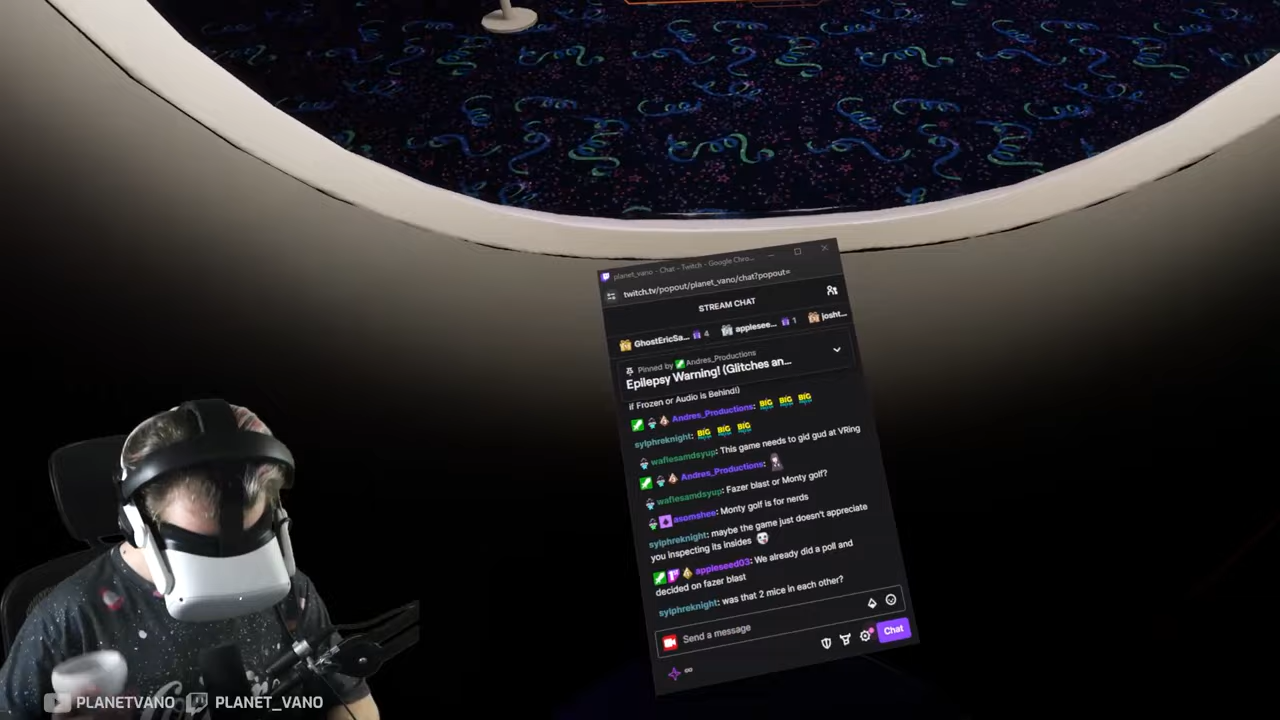 planet_vano - Chat - Twitch - Google Chro...
twitch.tv/popout/planet_vano/chat?popout=
STREAM CHAT
GhostEricSa... 4 applesee... 1 josht...
Pinned by Andres_Productions
Epilepsy Warning! (Glitches an...
if Frozen or Audio is Behind!)
Andres_Productions: BIG BIG BIG
sylphreknight: BIG BIG BIG
waflesamdsyup: This game needs to gid gud at VRing
Andres_Productions:
waflesamdsyup: Fazer blast or Monty golf?
asomshee: Monty golf is for nerds
sylphreknight: maybe the game just doesn't appreciate
you inspecting its insides
appleseed03: We already did a poll and
decided on fazer blast
sylphreknight: was that 2 mice in each other?
Send a message
Chat
∞
PLANETVANO PLANET_VANO